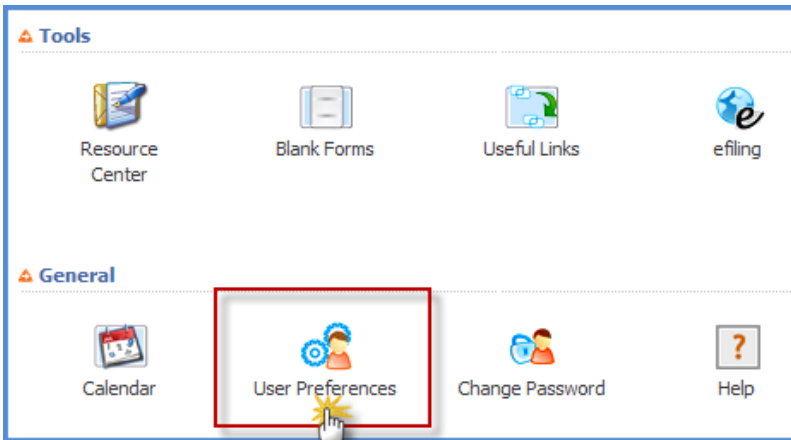 Tools
Resource
Center
Blank Forms
Useful Links
efiling
General
Calendar
User Preferences
Change Password
Help